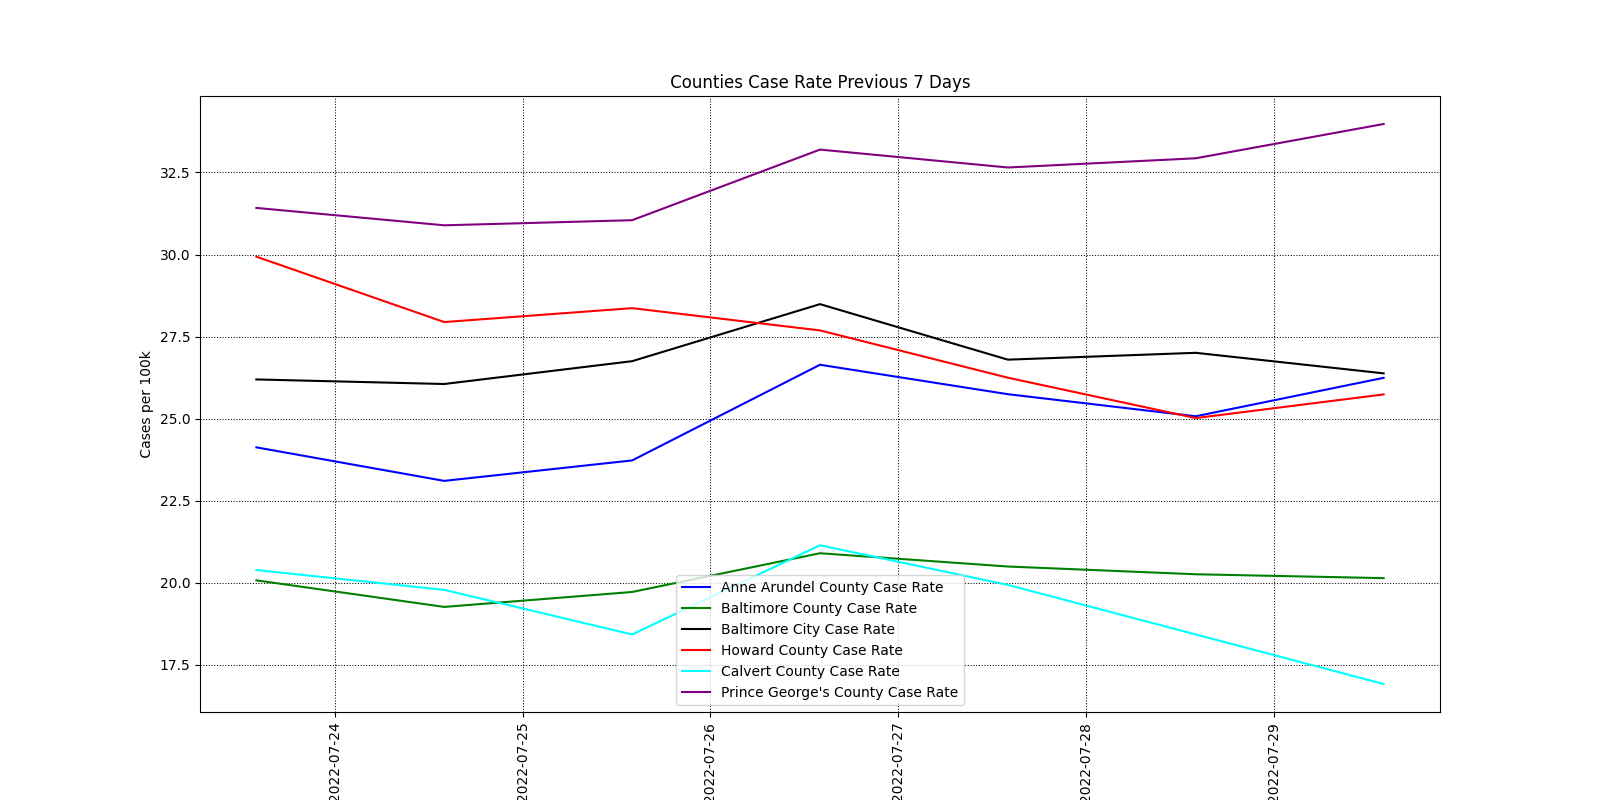 Counties Case Rate Previous 7 Days
Cases per 100k
32.5
30.0
27.5
25.0
22.5
20.0
17.5
Anne Arundel County Case Rate
Baltimore County Case Rate
Baltimore City Case Rate
Howard County Case Rate
Calvert County Case Rate
Prince George's County Case Rate
2022-07-24
2022-07-25
2022-07-26
2022-07-27
2022-07-28
2022-07-29